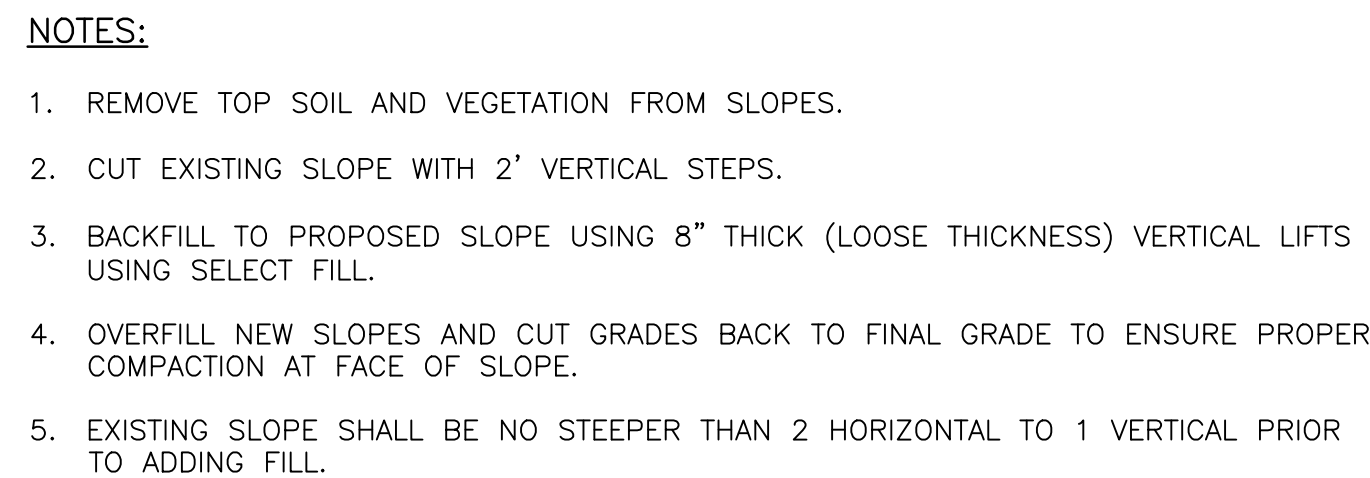 NOTES:
1. REMOVE TOP SOIL AND VEGETATION FROM SLOPES.
2. CUT EXISTING SLOPE WITH 2' VERTICAL STEPS.
3. BACKFILL TO PROPOSED SLOPE USING 8" THICK (LOOSE THICKNESS) VERTICAL LIFTS
USING SELECT FILL.
4. OVERFILL NEW SLOPES AND CUT GRADES BACK TO FINAL GRADE TO ENSURE PROPER
COMPACTION AT FACE OF SLOPE.
5. EXISTING SLOPE SHALL BE NO STEEPER THAN 2 HORIZONTAL TO 1 VERTICAL PRIOR
TO ADDING FILL.